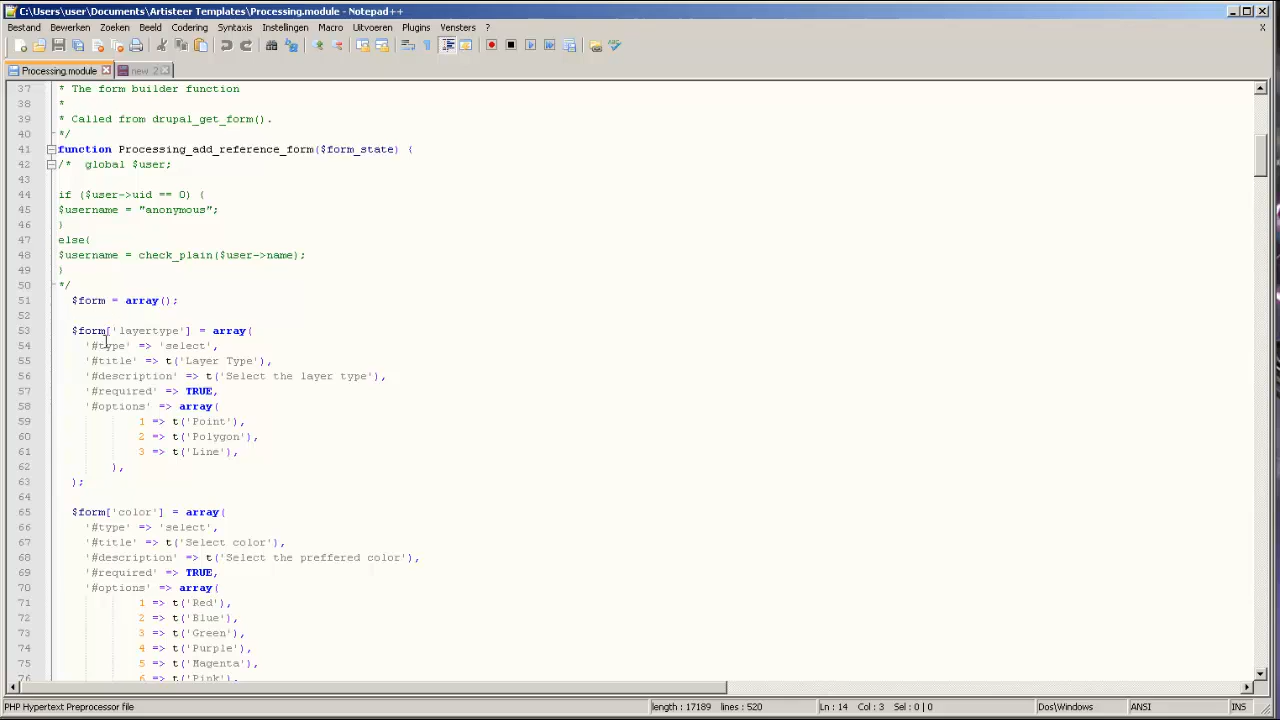 C:\Users\user\Documents\Artisteer Templates\Processing.module - Notepad++
Bestand Bewerken Zoeken Beeld Codering Syntaxis Instellingen Macro Uitvoeren Plugins Vensters ? X
Processing.module new 2
37 * The form builder function
38 *
39 * Called from drupal_get_form().
40 */
41 function Processing_add_reference_form($form_state) {
42 /* global $user;
43
44 if ($user->uid == 0) {
45 $username = "anonymous";
46 }
47 else{
48 $username = check_plain($user->name);
49 }
50 */
51 $form = array();
52
53 $form['layertype'] = array(
54 '#type' => 'select',
55 '#title' => t('Layer Type'),
56 '#description' => t('Select the layer type'),
57 '#required' => TRUE,
58 '#options' => array(
59 1 => t('Point'),
60 2 => t('Polygon'),
61 3 => t('Line'),
62 ),
63 );
64
65 $form['color'] = array(
66 '#type' => 'select',
67 '#title' => t('Select color'),
68 '#description' => t('Select the preffered color'),
69 '#required' => TRUE,
70 '#options' => array(
71 1 => t('Red'),
72 2 => t('Blue'),
73 3 => t('Green'),
74 4 => t('Purple'),
75 5 => t('Magenta'),
76 6 => t('Pink'),
PHP Hypertext Preprocessor file length : 17189 lines : 520 Ln : 14 Col : 3 Sel : 0 | 0 Dos\Windows ANSI INS